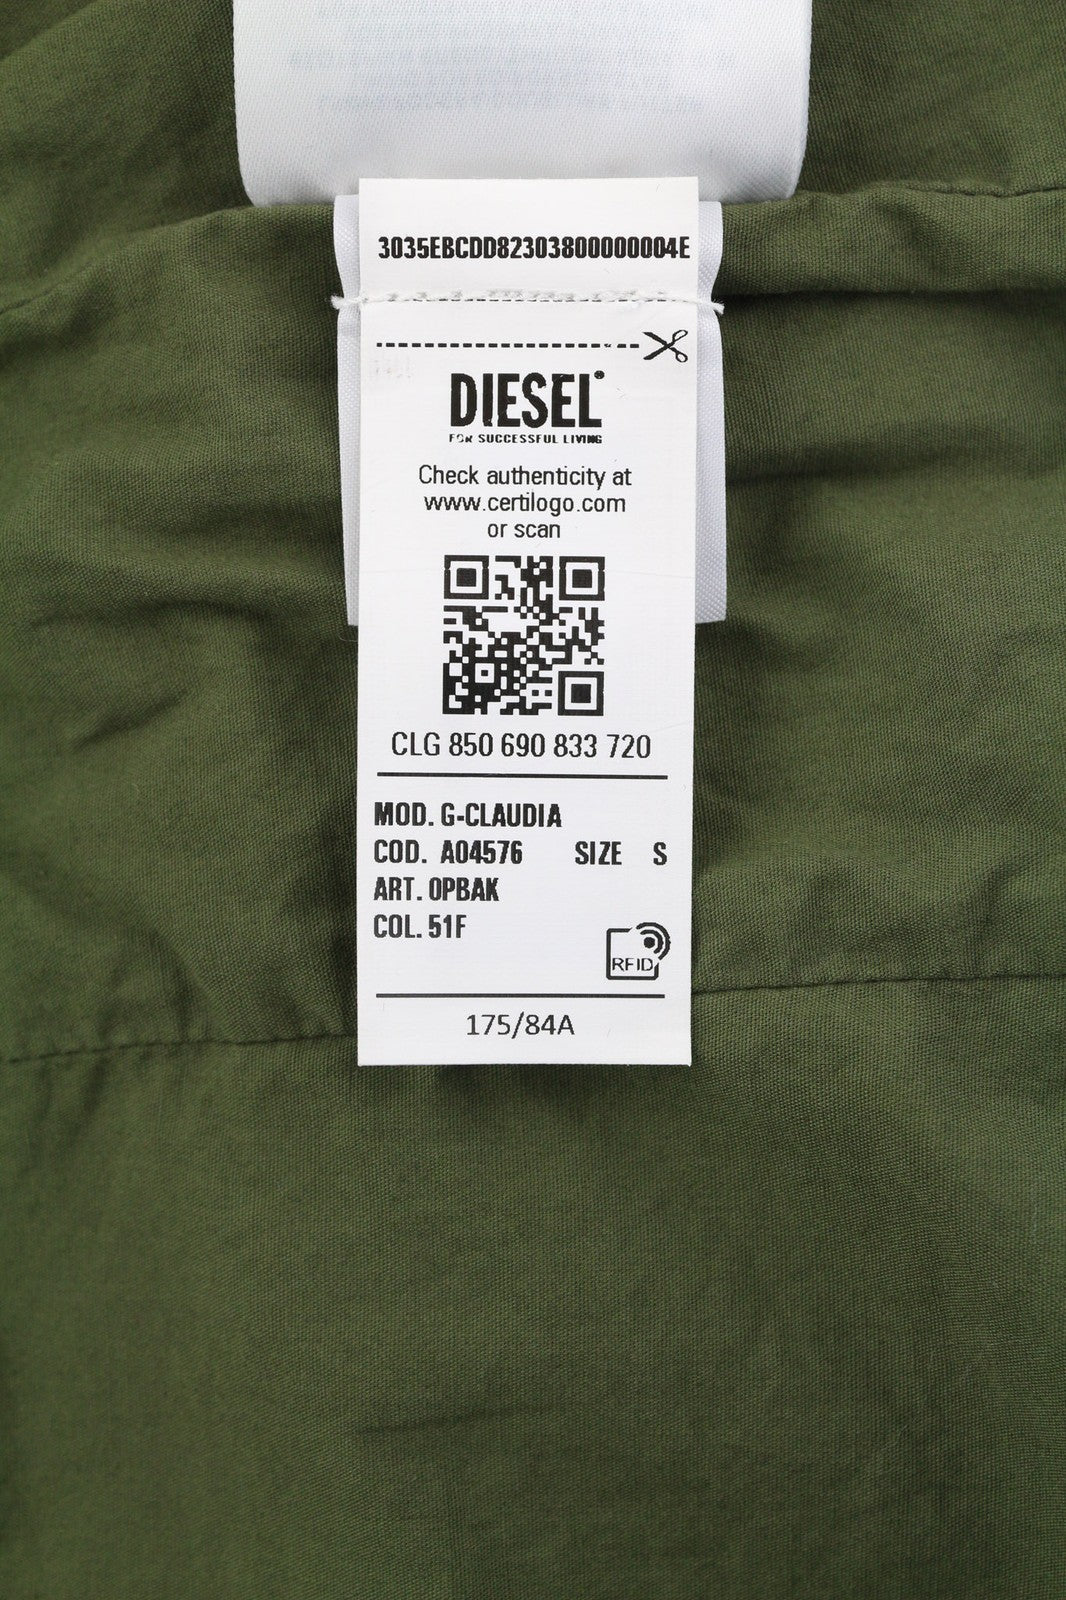 3035EBCDD82303800000004E
DIESEL®
FOR SUCCESSFUL LIVING
Check authenticity at
www.certilogo.com
or scan
CLG 850 690 833 720
MOD. G-CLAUDIA
COD. A04576 SIZE S
ART. 0PBAK
COL. 51F
RFID
175/84A